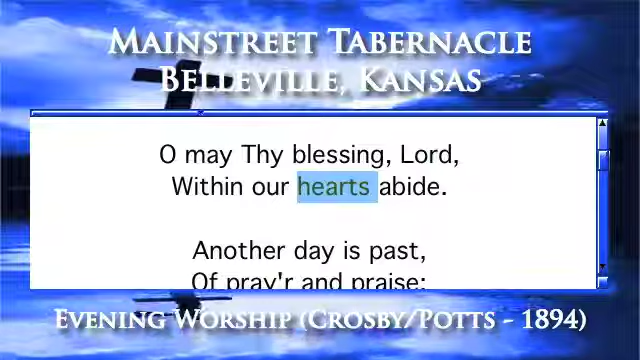 Mainstreet Tabernacle
Belleville, Kansas
O may Thy blessing, Lord,
Within our hearts abide.
Another day is past,
Of pray'r and praise;
Evening Worship (Crosby/Potts - 1894)